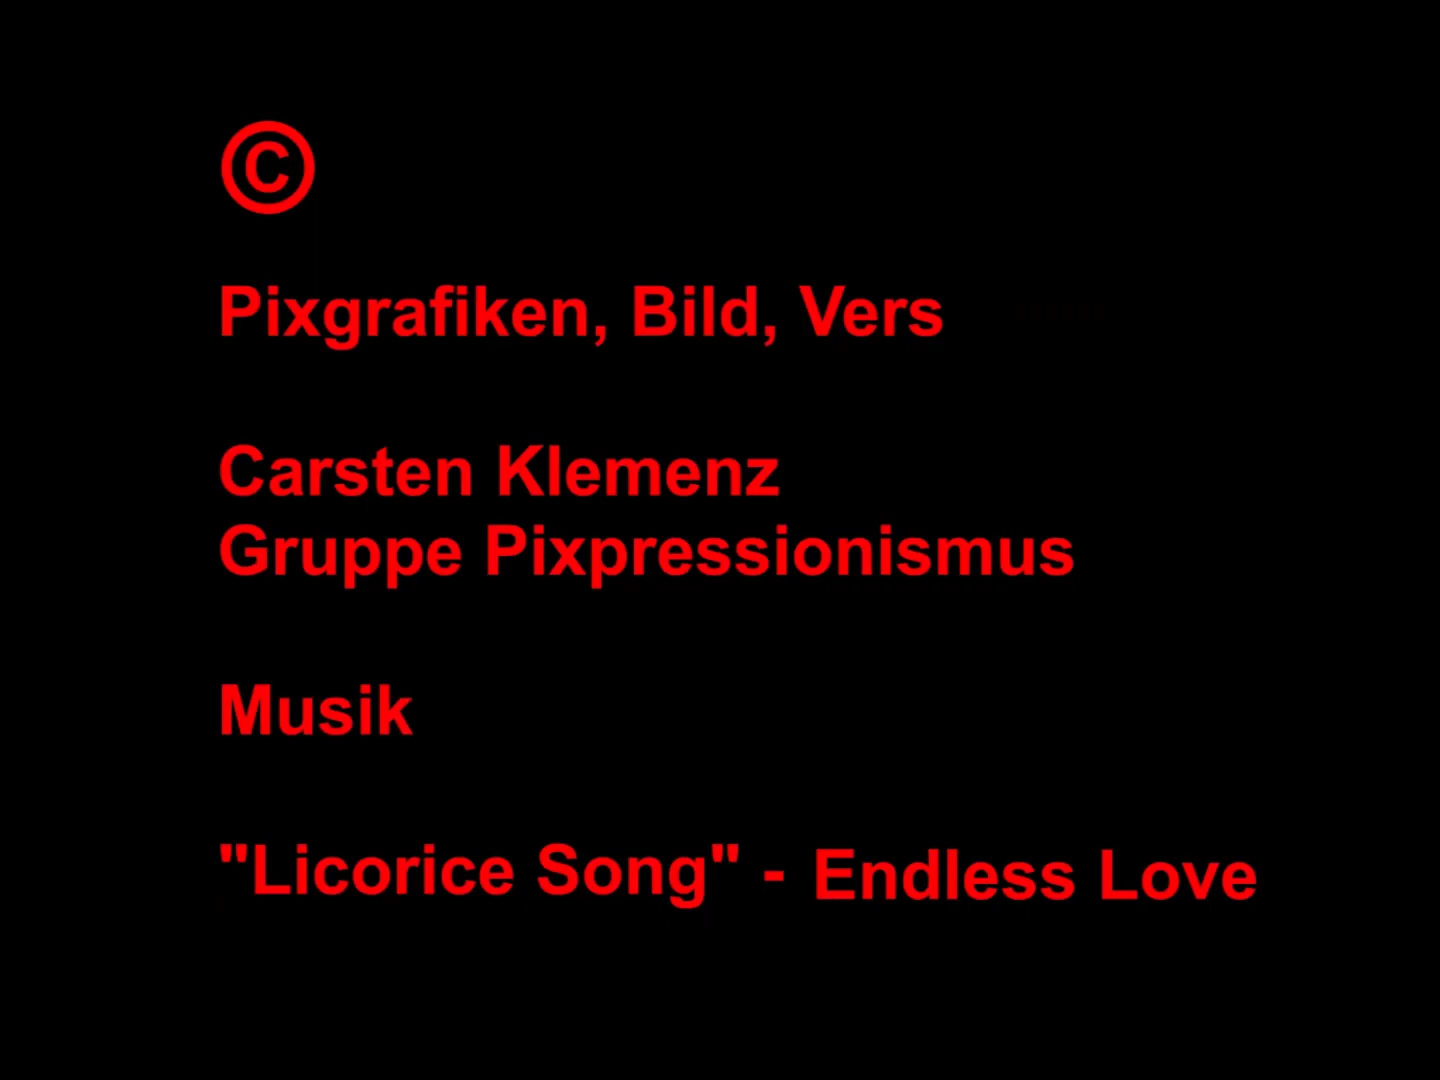 ©
Pixgrafiken, Bild, Vers
Carsten Klemenz
Gruppe Pixpressionismus
Musik
"Licorice Song" - Endless Love